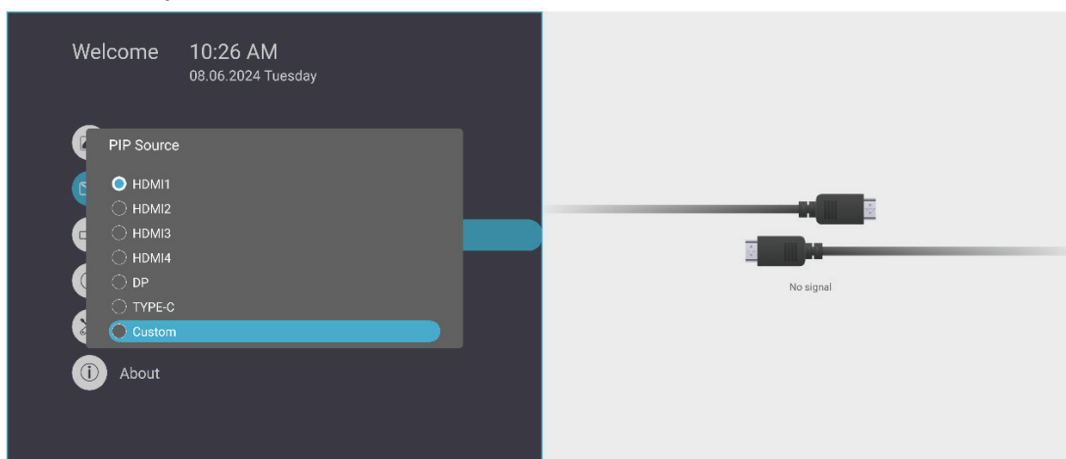 Welcome 10:26 AM
08.06.2024 Tuesday
PIP Source
HDMI1
HDMI2
HDMI3
HDMI4
DP
TYPE-C
Custom
About
No signal